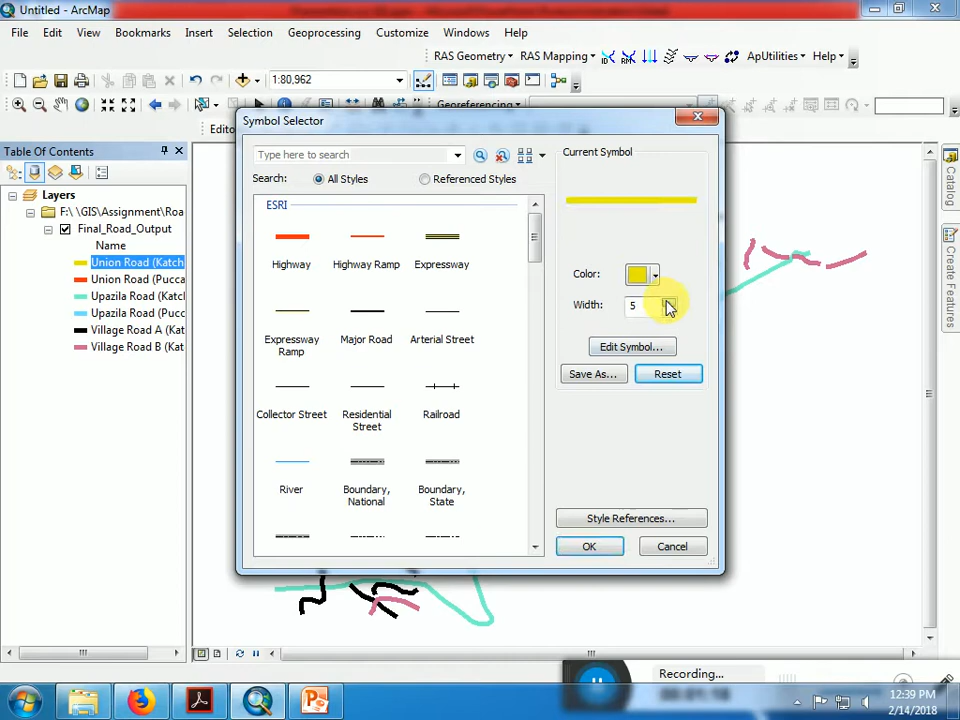 Untitled - ArcMap
File Edit View Bookmarks Insert Selection Geoprocessing Customize Windows Help
RAS Geometry RAS Mapping ApUtilities Help
1:80,962
Georeferencing
Symbol Selector
Edito
Table Of Contents
Type here to search
Current Symbol
Search: All Styles Referenced Styles
Catalog
Create Features
Layers
F:\ \GIS\Assignment\Roa
Final_Road_Output
Name
Union Road (Katch
Union Road (Pucca
Upazila Road (Katc
Upazila Road (Pucc
Village Road A (Kat
Village Road B (Kat
ESRI
Highway
Highway Ramp
Expressway
Expressway Ramp
Major Road
Arterial Street
Collector Street
Residential Street
Railroad
River
Boundary, National
Boundary, State
Color:
Width: 5
Edit Symbol...
Save As... Reset
Style References...
OK Cancel
Recording...
12:39 PM
2/14/2018